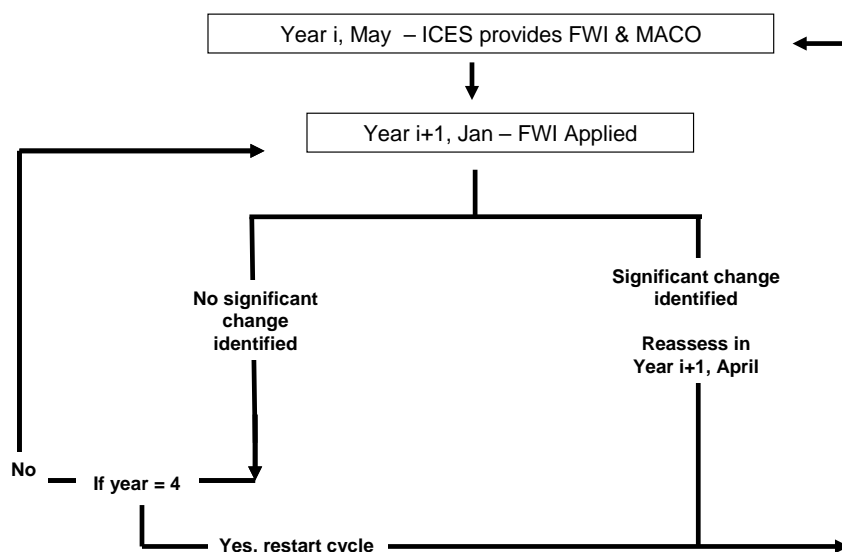 Year i, May – ICES provides FWI & MACO
Year i+1, Jan – FWI Applied
No significant
change
identified
Significant change
identified
Reassess in
Year i+1, April
No
If year = 4
Yes, restart cycle